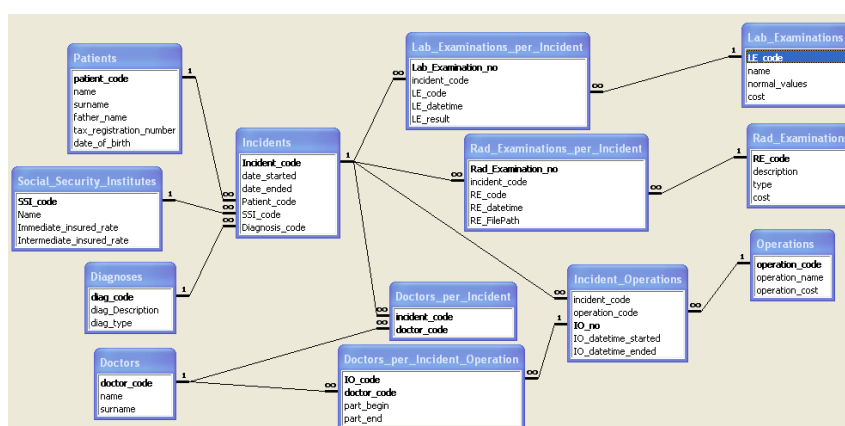 Patients
patient_code
name
surname
father_name
tax_registration_number
date_of_birth
Social_Security_Institutes
SSI_code
Name
Immediate_insured_rate
Intermediate_insured_rate
Diagnoses
diag_code
diag_Description
diag_type
Doctors
doctor_code
name
surname
Incidents
Incident_code
date_started
date_ended
Patient_code
SSI_code
Diagnosis_code
Lab_Examinations_per_Incident
Lab_Examination_no
incident_code
LE_code
LE_datetime
LE_result
Rad_Examinations_per_Incident
Rad_Examination_no
incident_code
RE_code
RE_datetime
RE_FilePath
Doctors_per_Incident
incident_code
doctor_code
Doctors_per_Incident_Operation
IO_code
doctor_code
part_begin
part_end
Incident_Operations
incident_code
operation_code
IO_no
IO_datetime_started
IO_datetime_ended
Lab_Examinations
LE_code
name
normal_values
cost
Rad_Examination
RE_code
description
type
cost
Operations
operation_code
operation_name
operation_cost
1
∞
1
∞
1
∞
1
∞
∞
1
∞
∞
1
∞
∞
1
∞
∞
1
∞
1
∞